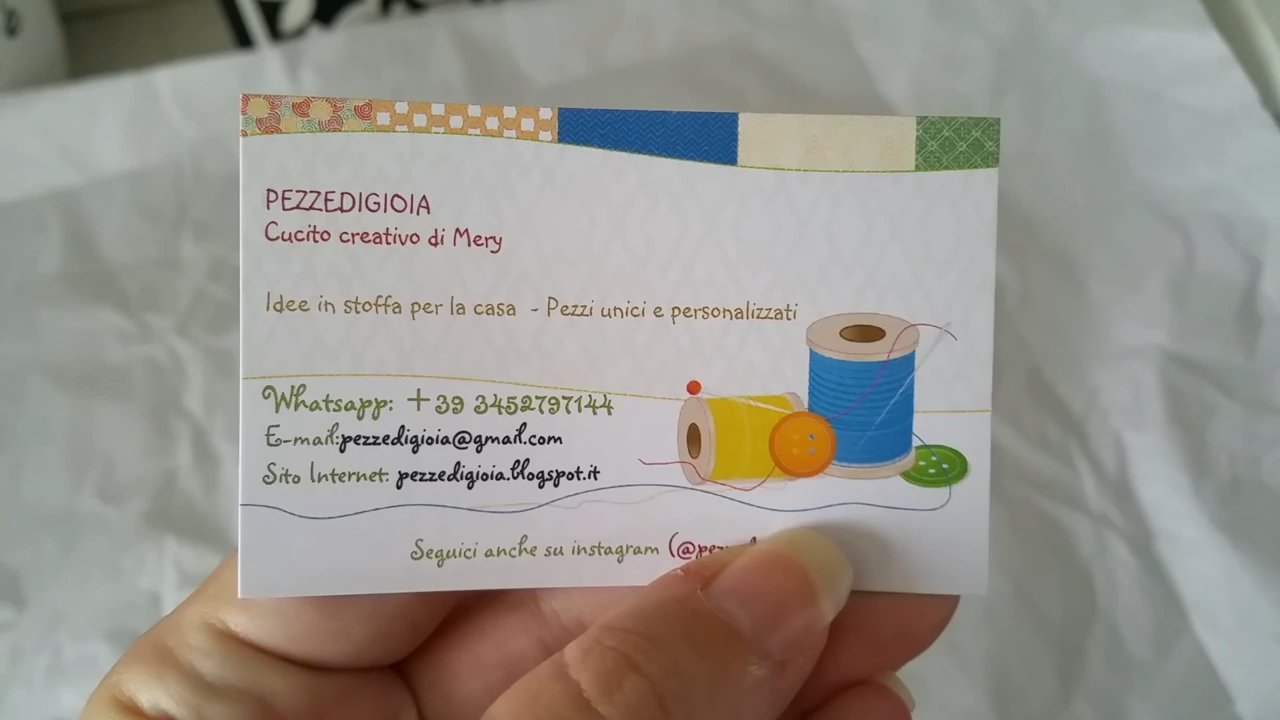 PEZZEDIGIOIA
Cucito creativo di Mery
Idee in stoffa per la casa - Pezzi unici e personalizzati
Whatsapp: +39 3452797144
E-mail:pezzedigioia@gmail.com
Sito Internet: pezzedigioia.blogspot.it
Seguici anche su instagram